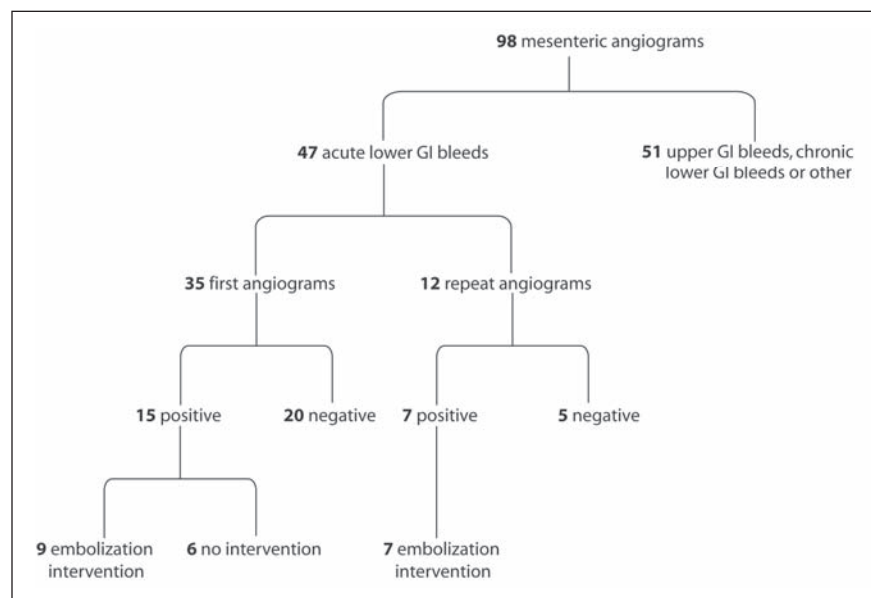 98 mesenteric angiograms
47 acute lower GI bleeds
51 upper GI bleeds, chronic
lower GI bleeds or other
35 first angiograms
12 repeat angiograms
15 positive
20 negative
7 positive
5 negative
9 embolization
intervention
6 no intervention
7 embolization
intervention